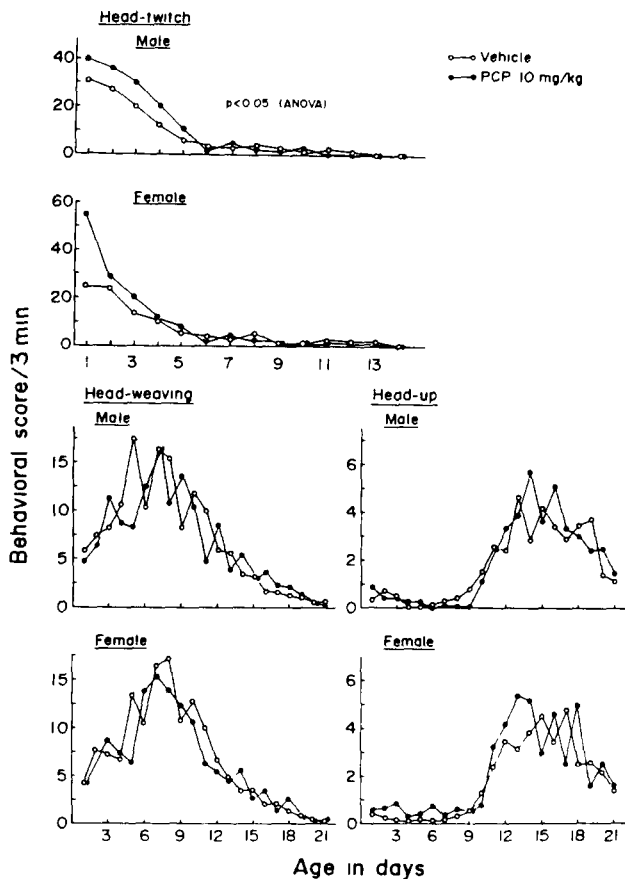 Head-twitch
Male
Vehicle
PCP 10 mg/kg
p<0.05 (ANOVA)
40
20
0
Female
60
40
20
0
1 3 5 7 9 11 13
Behavioral score/3 min
Head-weaving
Male
15
10
5
0
Head-up
Male
6
4
2
0
Female
15
10
5
0
3 6 9 12 15 18 21
Female
6
4
2
0
3 6 9 12 15 18 21
Age in days